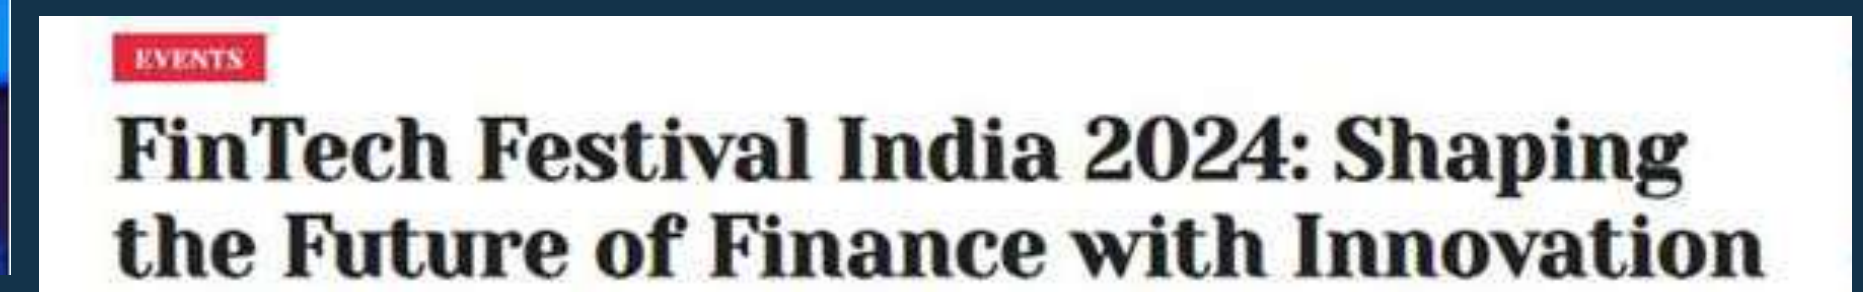 EVENTS
FinTech Festival India 2024: Shaping
the Future of Finance with Innovation